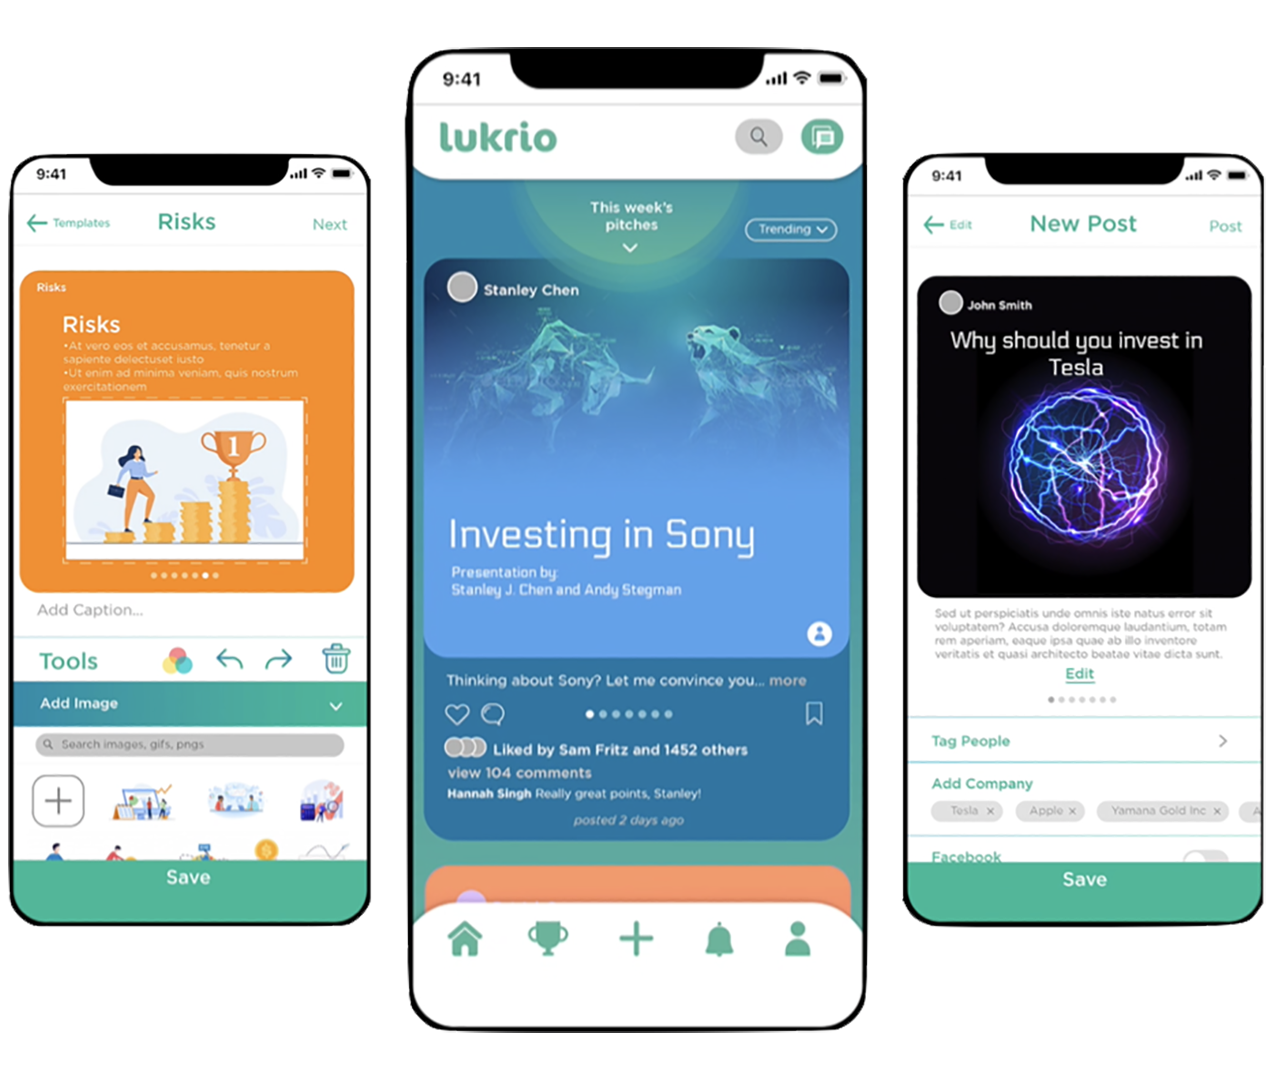 9:41
Templates
Risks
Next
Risks
Risks
•At vero eos et accusamus, tenetur a
sapiente delectuset iusto
•Ut enim ad minima veniam, quis nostrum
exercitationem
1
Add Caption...
Tools
Add Image
Search images, gifs, pngs
Save
9:41
lukrio
This week's
pitches
Trending
Stanley Chen
Investing in Sony
Presentation by:
Stanley J. Chen and Andy Stegman
Thinking about Sony? Let me convince you... more
Liked by Sam Fritz and 1452 others
view 104 comments
Hannah Singh Really great points, Stanley!
posted 2 days ago
9:41
Edit
New Post
Post
John Smith
Why should you invest in
Tesla
Sed ut perspiciatis unde omnis iste natus error sit
voluptatem? Accusa doloremque laudantium, totam
rem aperiam, eaque ipsa quae ab illo inventore
veritatis et quasi architecto beatae vitae dicta sunt.
Edit
Tag People
Add Company
Tesla ×
Apple ×
Yamana Gold Inc ×
A
Facebook
Save